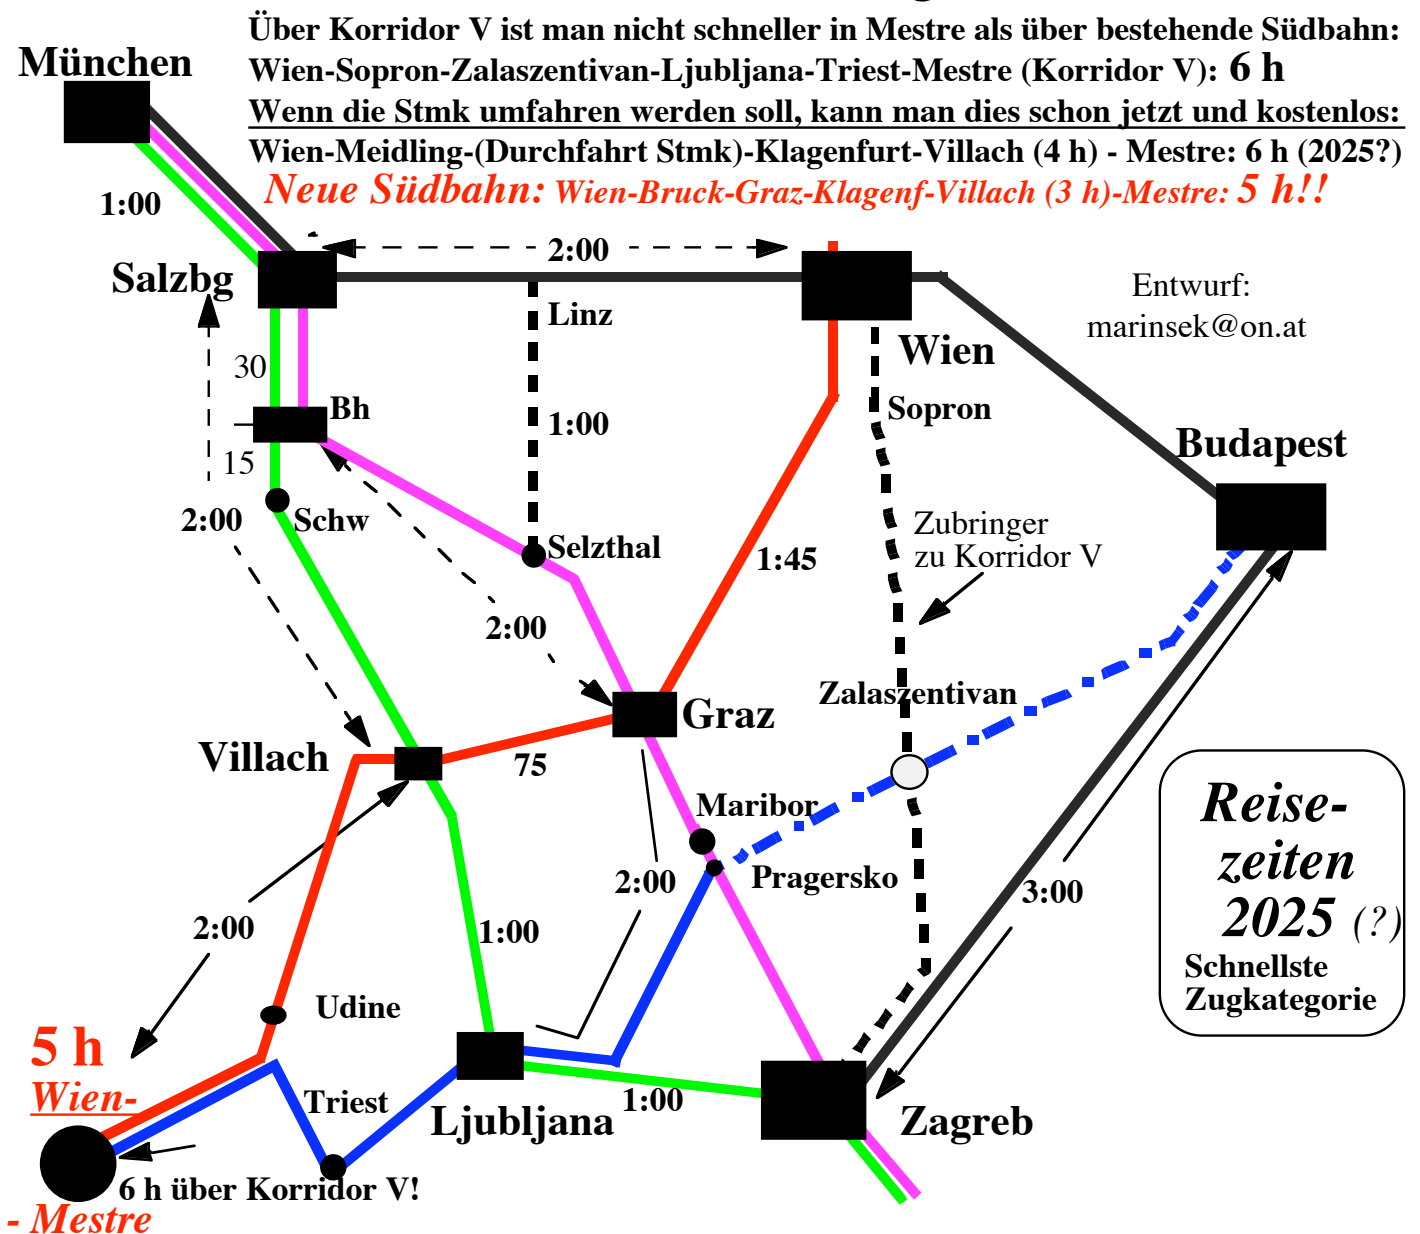 Über Korridor V ist man nicht schneller in Mestre als über bestehende Südbahn:
Wien-Sopron-Zalaszentivan-Ljubljana-Triest-Mestre (Korridor V): 6 h
Wenn die Stmk umfahren werden soll, kann man dies schon jetzt und kostenlos:
Wien-Meidling-(Durchfahrt Stmk)-Klagenfurt-Villach (4 h) - Mestre: 6 h (2025?)
Neue Südbahn: Wien-Bruck-Graz-Klagenf-Villach (3 h)-Mestre: 5 h!!
München
1:00
2:00
Salzbg
Linz
Entwurf:
marinsek@on.at
Wien
30
Bh
1:00
Sopron
Budapest
15
2:00
Schw
Selzthal
1:45
Zubringer
zu Korridor V
2:00
Zalaszentivan
Graz
Villach
75
Maribor
Pragersko
2:00
3:00
Reise-
zeiten
2025 (?)
Schnellste
Zugkategorie
2:00
1:00
Udine
5 h
Wien-
Triest
Ljubljana
1:00
Zagreb
6 h über Korridor V!
- Mestre